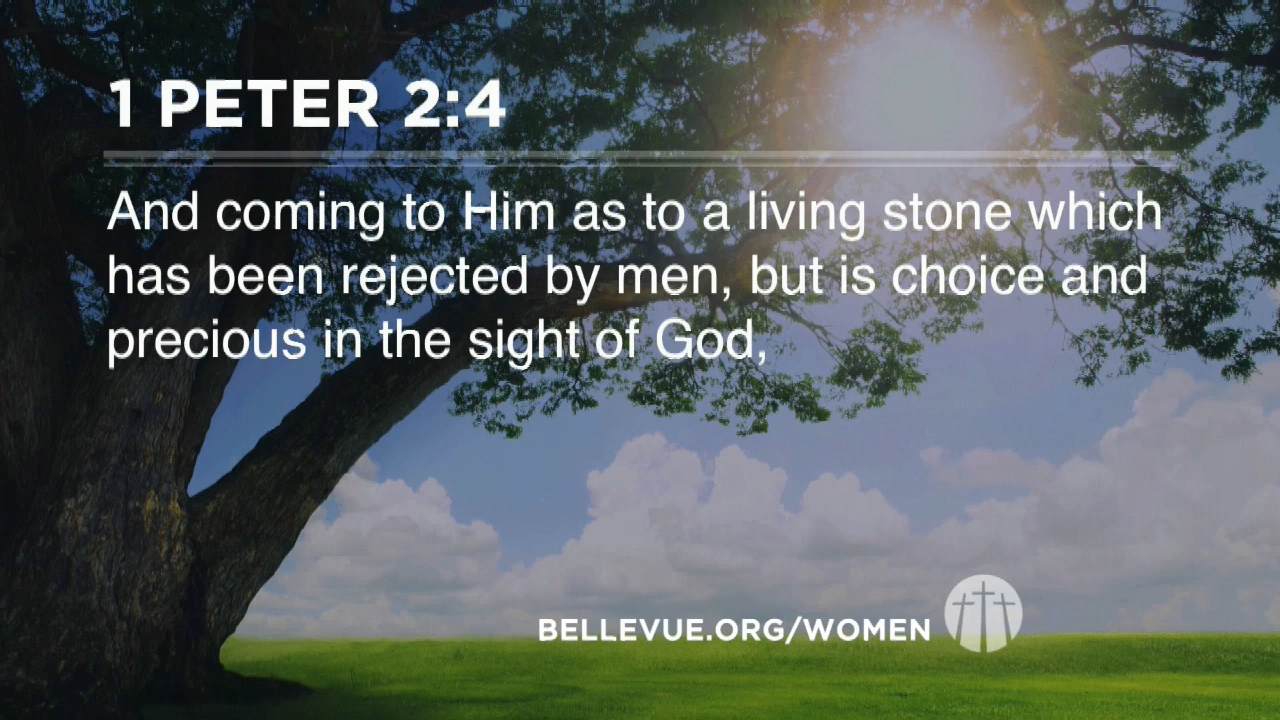 1 PETER 2:4
And coming to Him as to a living stone which
has been rejected by men, but is choice and
precious in the sight of God,
BELLEVUE.ORG/WOMEN